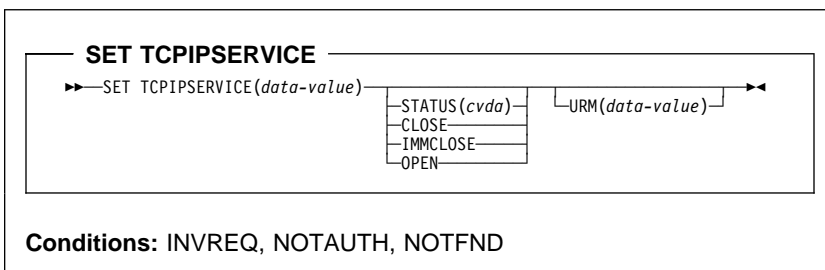 SET TCPIPSERVICE
SET TCPIPSERVICE(data-value) STATUS(cvda) URM(data-value)
CLOSE
IMMCLOSE
OPEN
Conditions: INVREQ, NOTAUTH, NOTFND